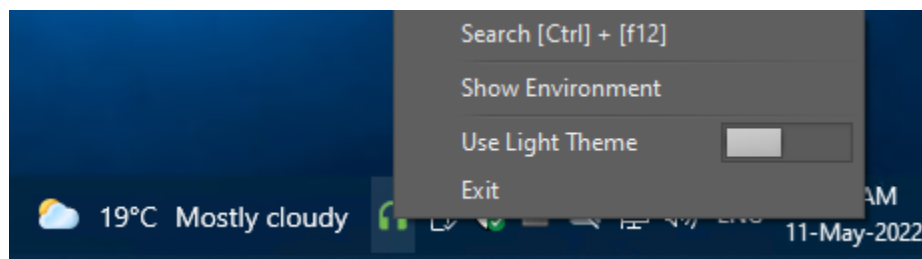 Search [Ctrl] + [f12]
Show Environment
Use Light Theme
Exit
19°C Mostly cloudy
AM
11-May-2022